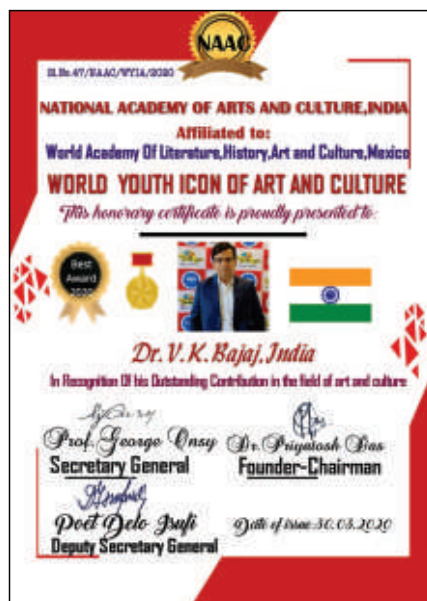 NAAC
Sl.No.47/NAAC/WYIA/2020
NATIONAL ACADEMY OF ARTS AND CULTURE,INDIA
Affiliated to:
World Academy Of Literature,History,Art and Culture,Mexico
WORLD YOUTH ICON OF ART AND CULTURE
This honorary certificate is proudly presented to:
Best
Award
2020
Dr. V. K. Bajaj, India
In Recognition Of his Outstanding Contribution in the field of art and culture
Prof. George Onsy
Secretary General
Dr. Priyatosh Das
Founder-Chairman
Poet Delo Isufi
Deputy Secretary General
Date of issue:30.03.2020